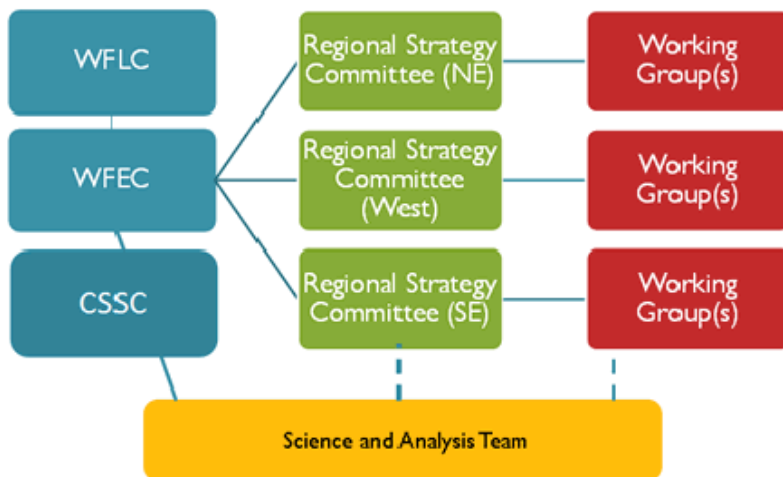 WFLC
Regional Strategy
Committee (NE)
Working
Group(s)
WFEC
Regional Strategy
Committee
(West)
Working
Group(s)
CSSC
Regional Strategy
Committee (SE)
Working
Group(s)
Science and Analysis Team